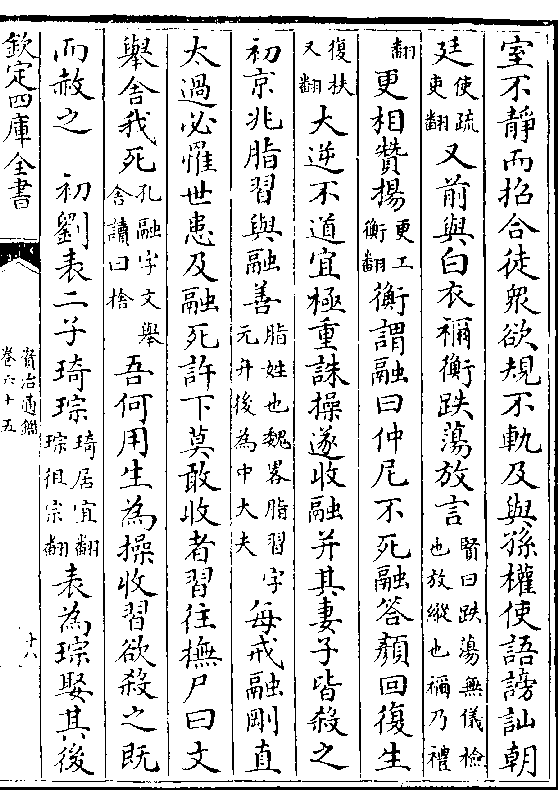 室不靜而招合徒衆欲規不軌及與孫權使語謗訕朝
廷使疏吏翻又前與白衣禰衡跌蕩放言賢曰跌蕩無儀檢也放縱也禰乃禮
翻更相贊揚更工衡翻衡謂融曰仲尼不死融答顏回復生
復扶又翻大逆不道宜極重誅操遂收融并其妻子皆殺之
初京兆脂習與融善脂姓也魏畧脂習字元升後為中大夫每戒融剛直
太過必罹世患及融死許下莫敢收者習往撫尸曰文
舉舍我死孔融字文舉舍讀曰捨吾何用生為操收習欲殺之既
而赦之 初劉表二子琦琮琦居宜翻琮徂宗翻表為琮娶其後
欽定四庫全書
資治通鑑
卷六十五
十八